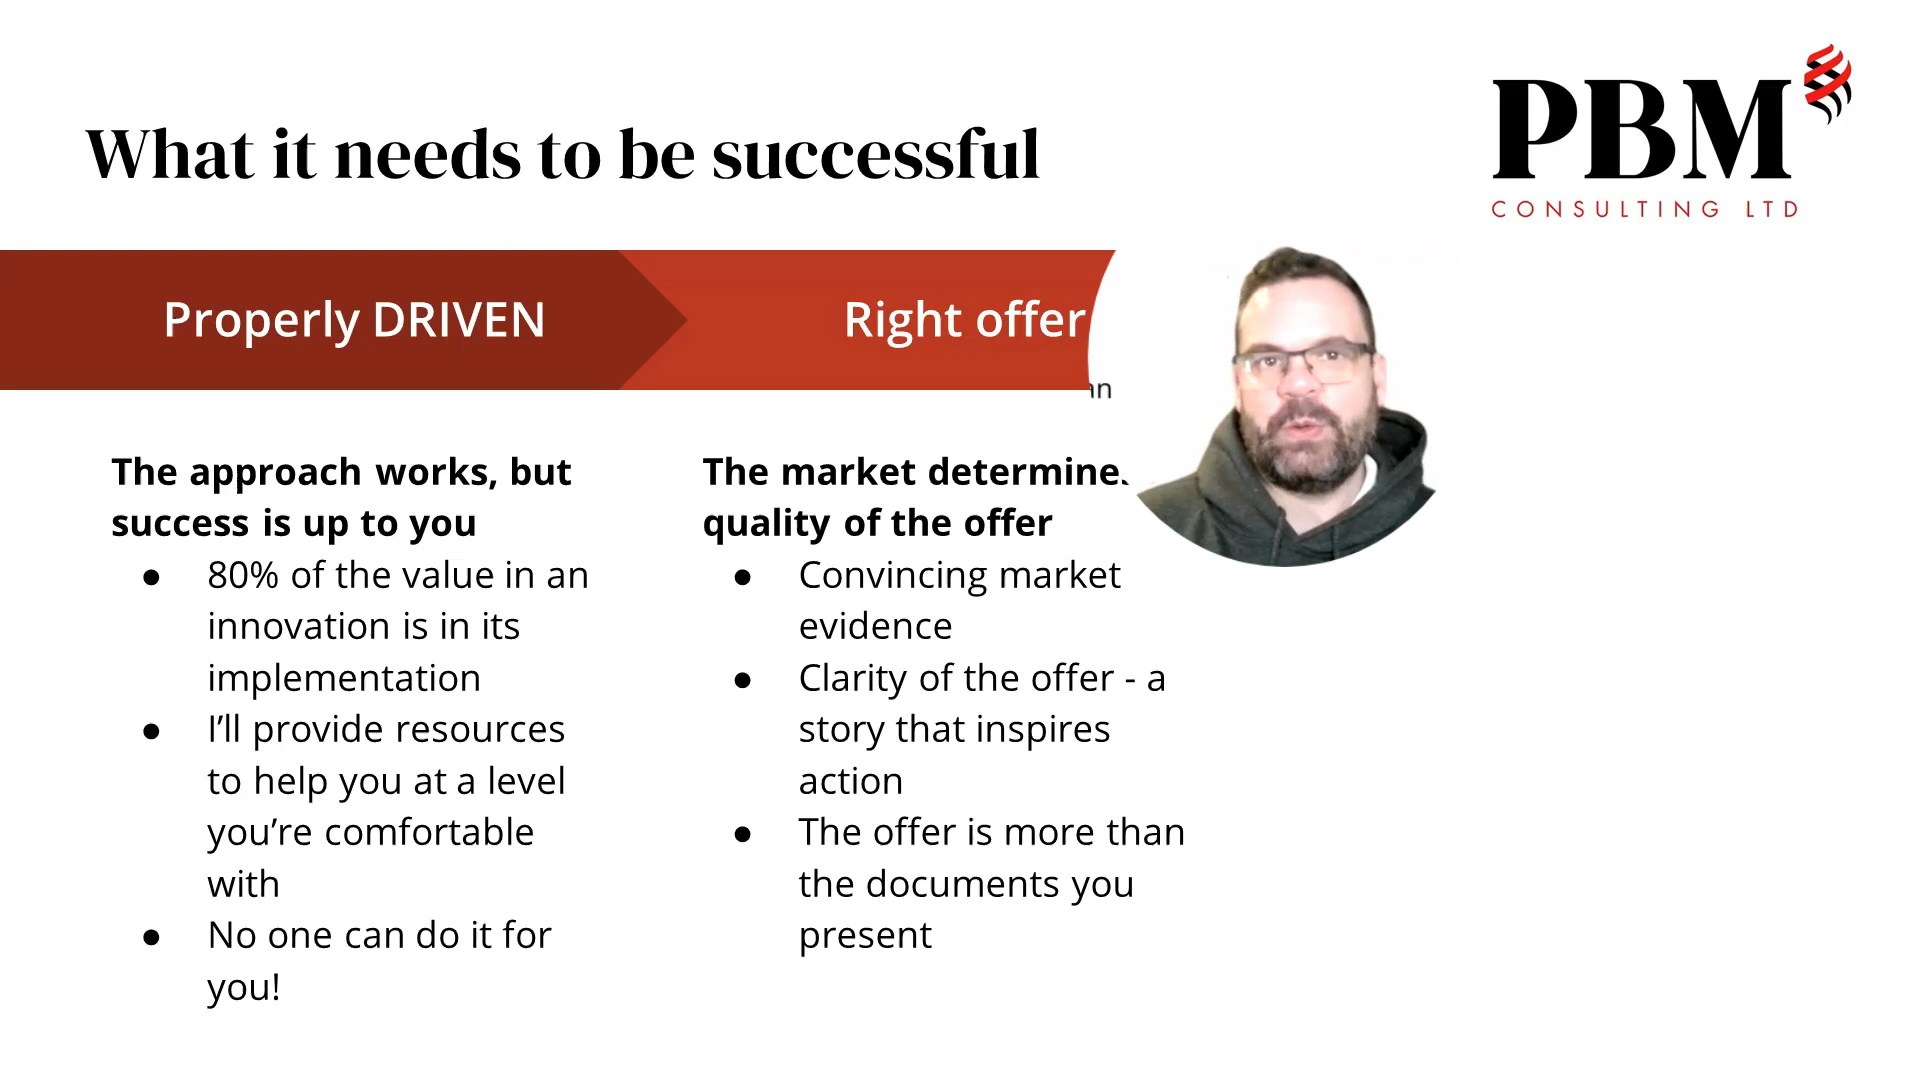 What it needs to be successful
PBM
CONSULTING LTD
Properly DRIVEN
Right offer
The approach works, but
success is up to you
● 80% of the value in an
innovation is in its
implementation
● I’ll provide resources
to help you at a level
you’re comfortable
with
● No one can do it for
you!
The market
quality of the offer
● Convincing market
evidence
● Clarity of the offer - a
story that inspires
action
● The offer is more than
the documents you
present